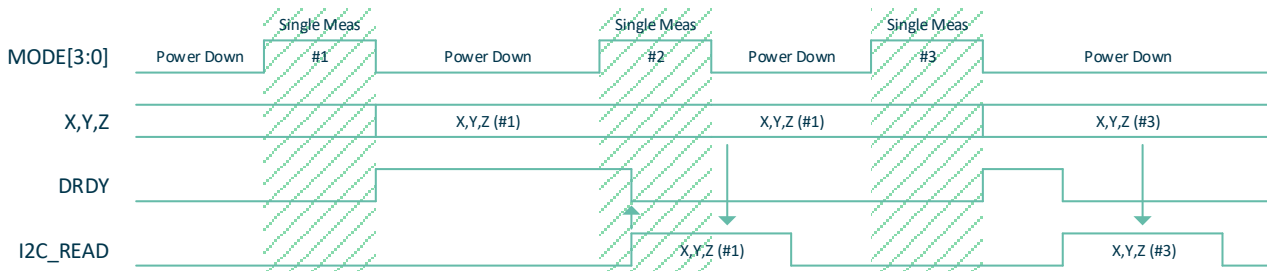 Single Meas Single Meas Single Meas
MODE[3:0] Power Down #1 Power Down #2 Power Down #3 Power Down
X,Y,Z X,Y,Z (#1) X,Y,Z (#1) X,Y,Z (#3)
DRDY
I2C_READ X,Y,Z (#1) X,Y,Z (#3)